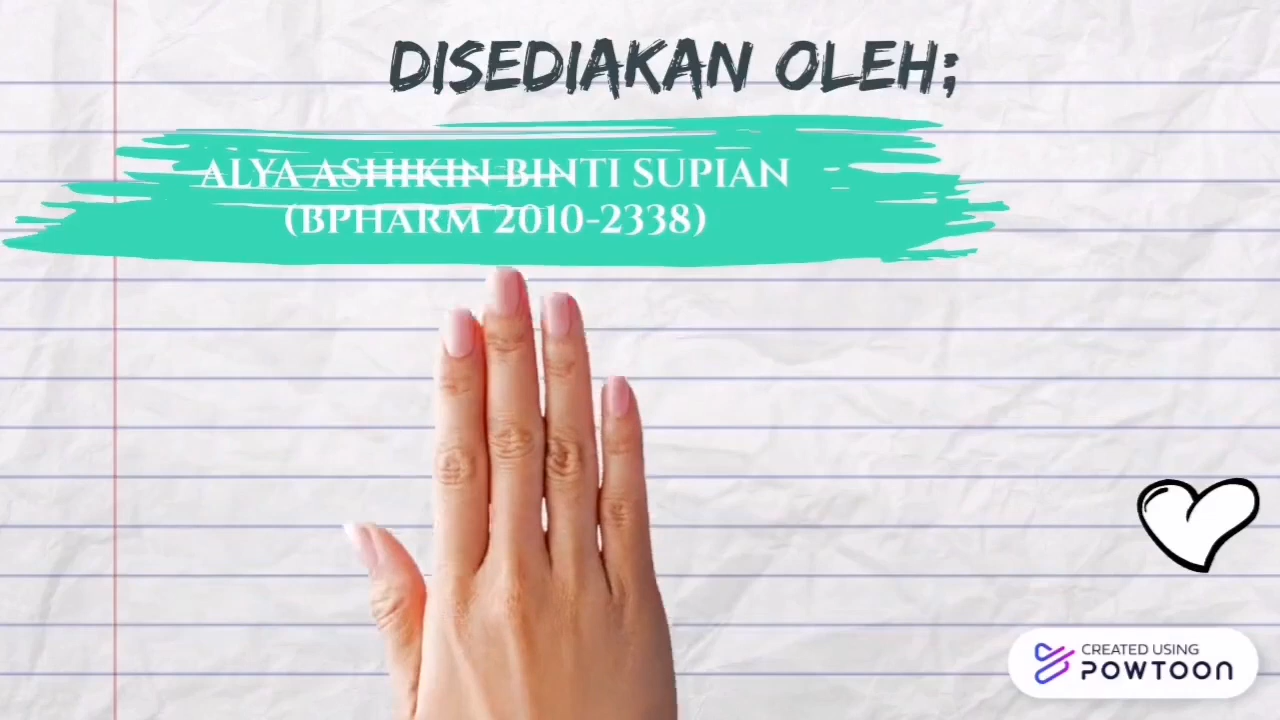 DISEDIAKAN OLEH;
ALYA ASHIKIN BINTI SUPIAN
(BPHARM 2010-2338)
CREATED USING
POWTOON